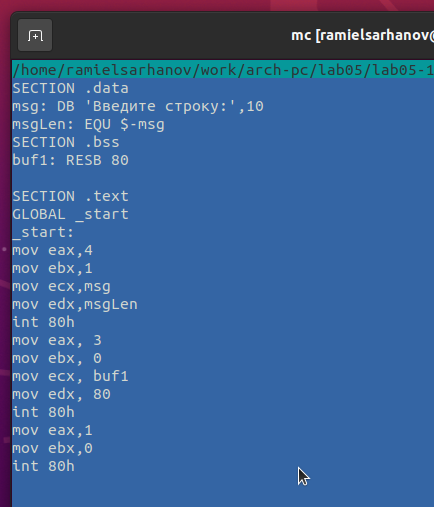 mc [ramielsarhanov@
/home/ramielsarhanov/work/arch-pc/lab05/lab05-1
SECTION .data
msg: DB 'Введите строку:',10
msgLen: EQU $-msg
SECTION .bss
buf1: RESB 80
SECTION .text
GLOBAL _start
_start:
mov eax,4
mov ebx,1
mov ecx,msg
mov edx,msgLen
int 80h
mov eax, 3
mov ebx, 0
mov ecx, buf1
mov edx, 80
int 80h
mov eax,1
mov ebx,0
int 80h